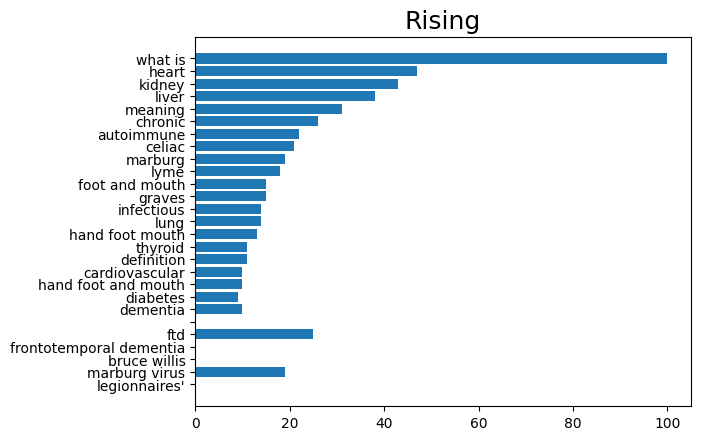 Rising
what is
heart
kidney
liver
meaning
chronic
autoimmune
celiac
marburg
lyme
foot and mouth
graves
infectious
lung
hand foot mouth
thyroid
definition
cardiovascular
hand foot and mouth
diabetes
dementia
ftd
frontotemporal dementia
bruce willis
marburg virus
legionnaires'
0 20 40 60 80 100